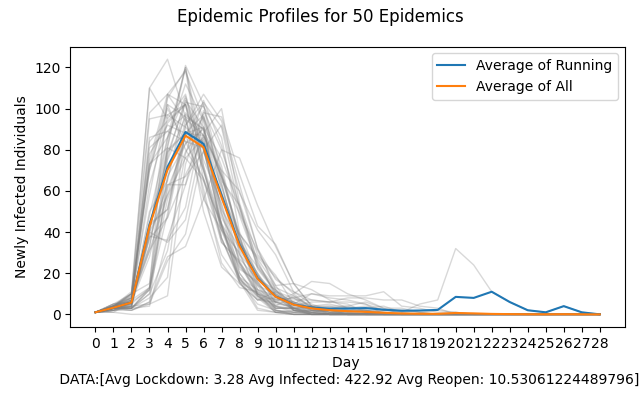 Epidemic Profiles for 50 Epidemics
Average of Running
Average of All
120
100
80
60
40
20
0
Newly Infected Individuals
0 1 2 3 4 5 6 7 8 9 10 11 12 13 14 15 16 17 18 19 20 21 22 23 24 25 26 27 28
Day
DATA:[Avg Lockdown: 3.28 Avg Infected: 422.92 Avg Reopen: 10.53061224489796]